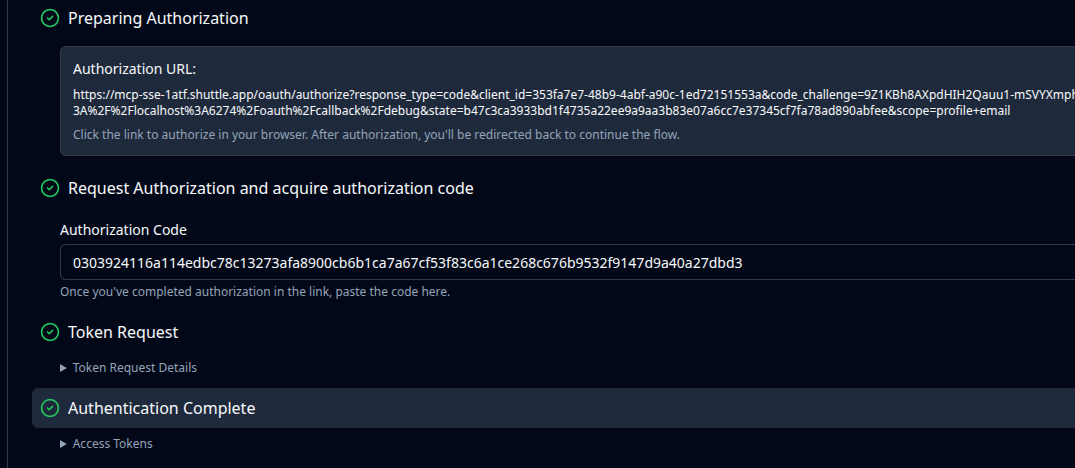 Preparing Authorization
Authorization URL:
https://mcp-sse-1atf.shuttle.app/oauth/authorize?response_type=code&client_id=353fa7e7-48b9-4abf-a90c-1ed72151553a&code_challenge=9Z1KBh8AXpdHIH2Qauu1-mSVYXmph
3A%2F%2Flocalhost%3A6274%2Foauth%2Fcallback%2Fdebug&state=b47c3ca3933bd1f4735a22ee9a9aa3b83e07a6cc7e37345cf7fa78ad890abfee&scope=profile+email
Click the link to authorize in your browser. After authorization, you'll be redirected back to continue the flow.
Request Authorization and acquire authorization code
Authorization Code
0303924116a114edbc78c13273afa8900cb6b1ca7a67cf53f83c6a1ce268c676b9532f9147d9a40a27dbd3
Once you've completed authorization in the link, paste the code here.
Token Request
Token Request Details
Authentication Complete
Access Tokens